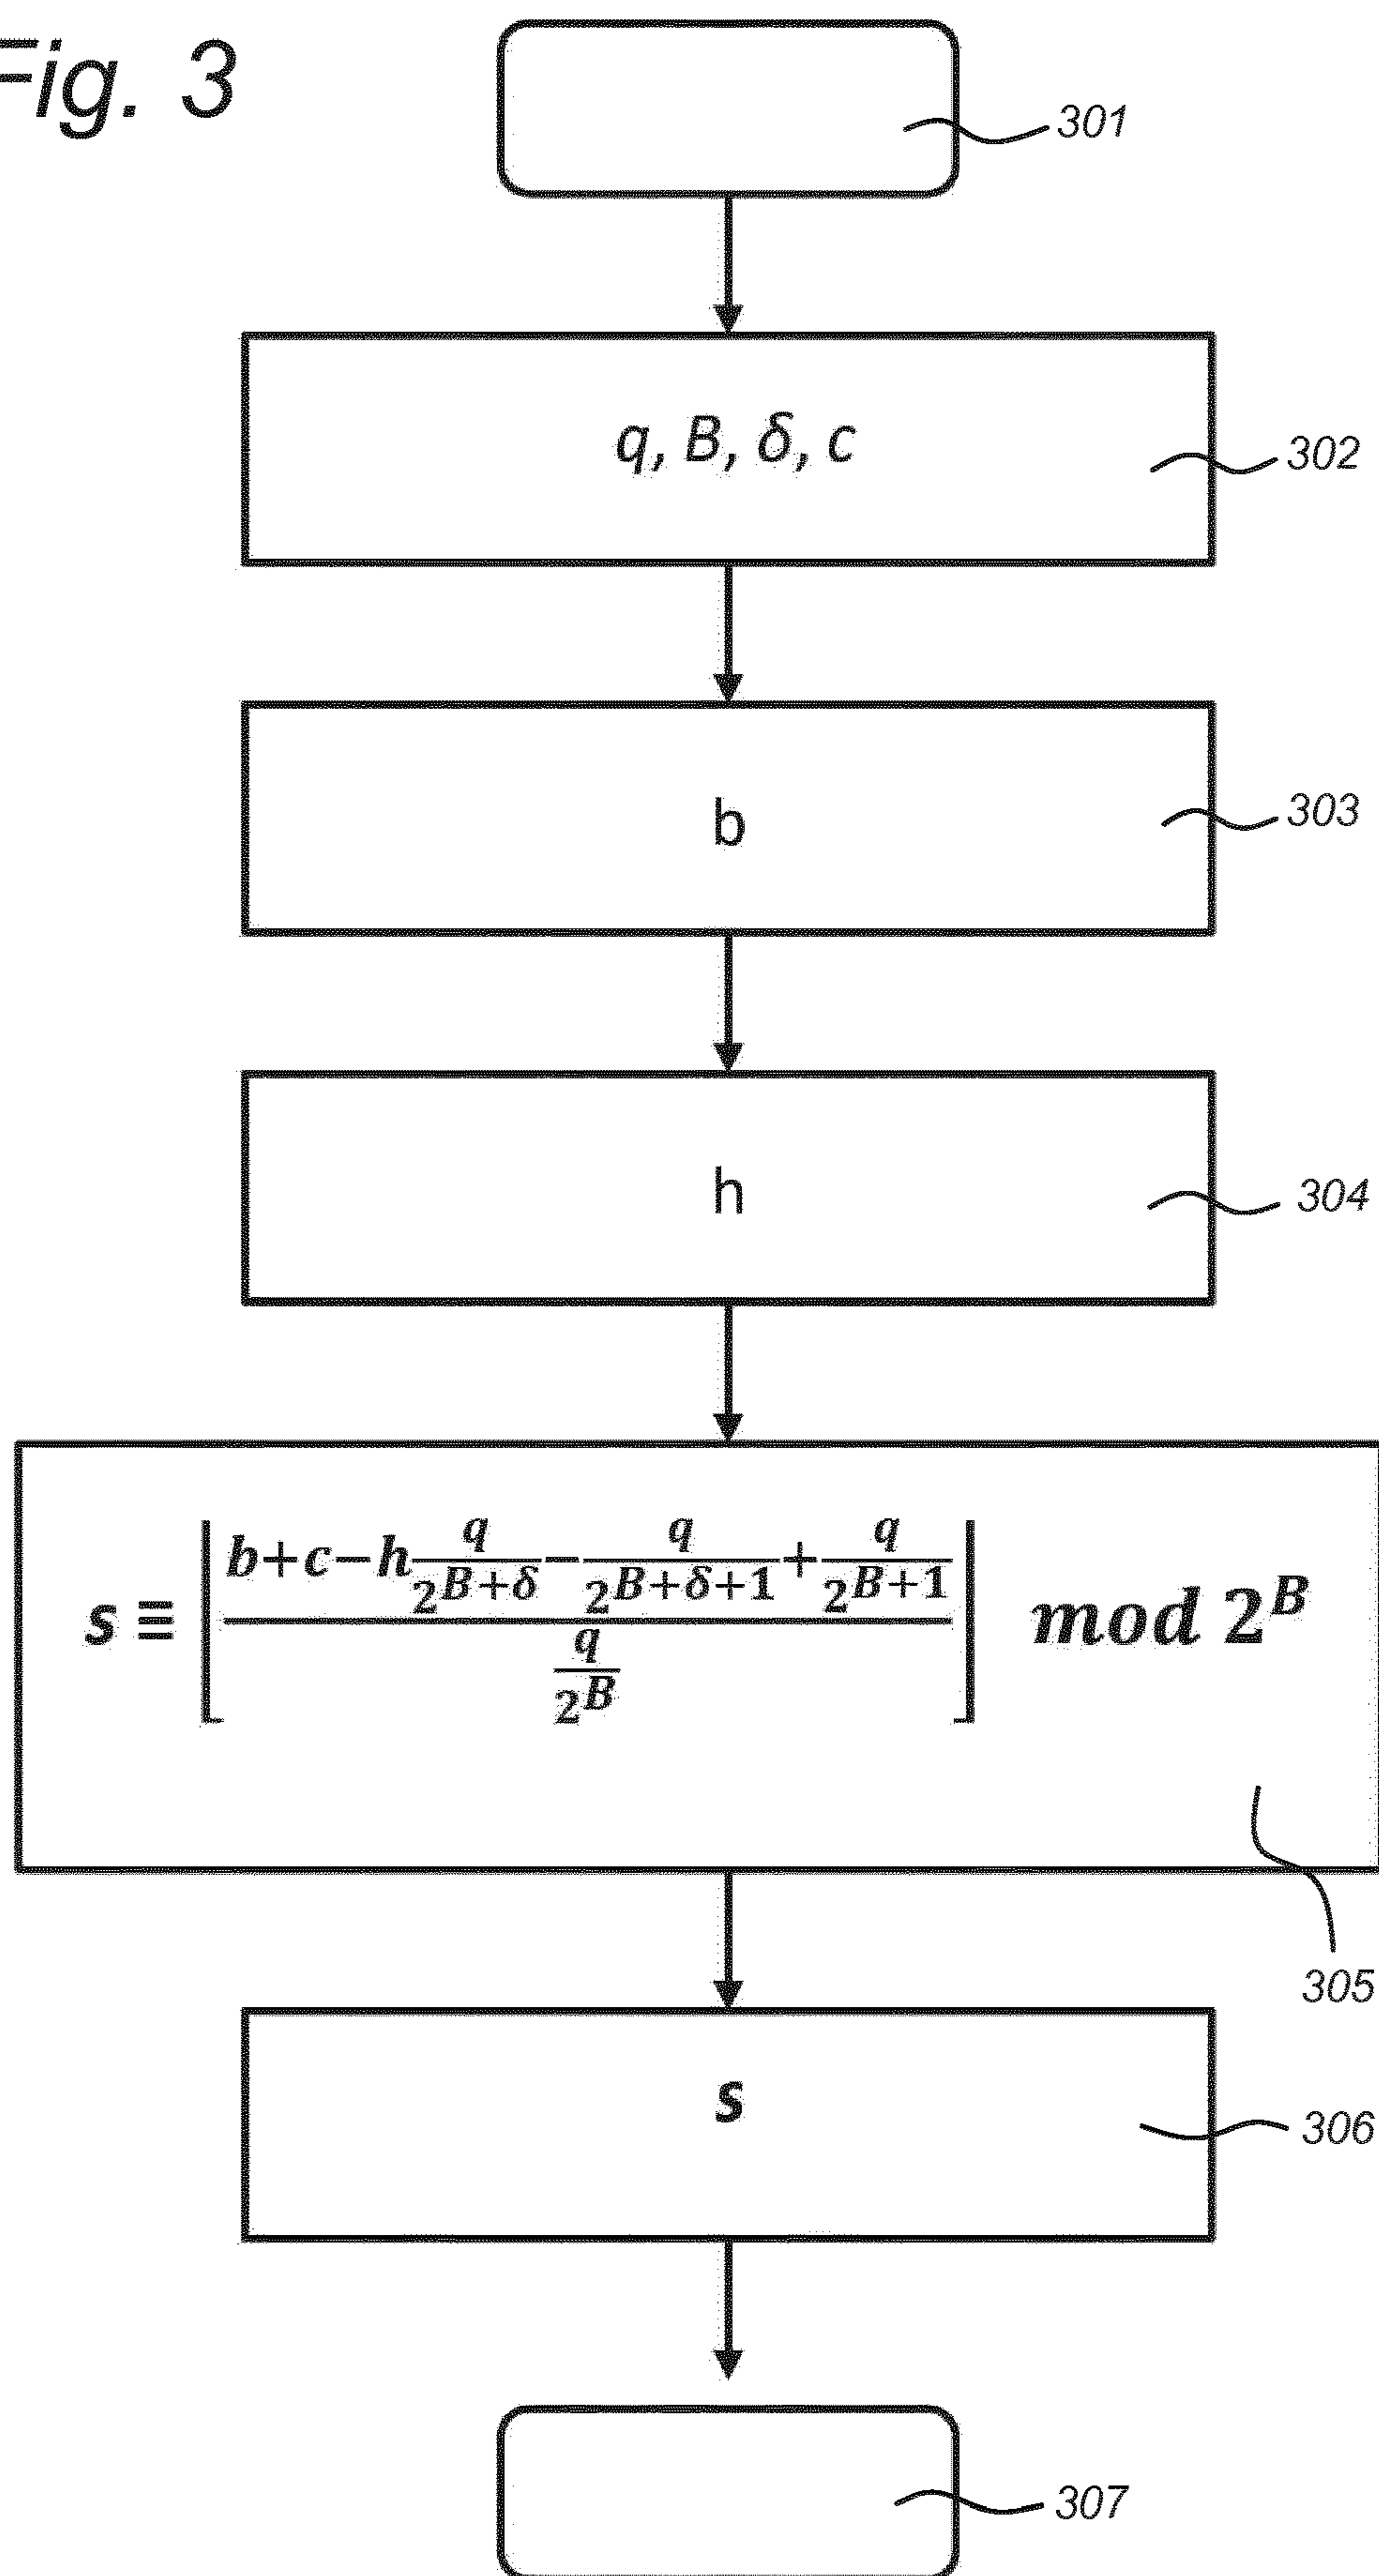 Fig. 3
301
q, B, δ, c
302
b
303
h
304
s ≡ ⌊(b+c−h q/2^{B+δ} − q/2^{B+δ+1} + q/2^{B+1}) / (q/2^B)⌋ mod 2^B
305
s
306
307